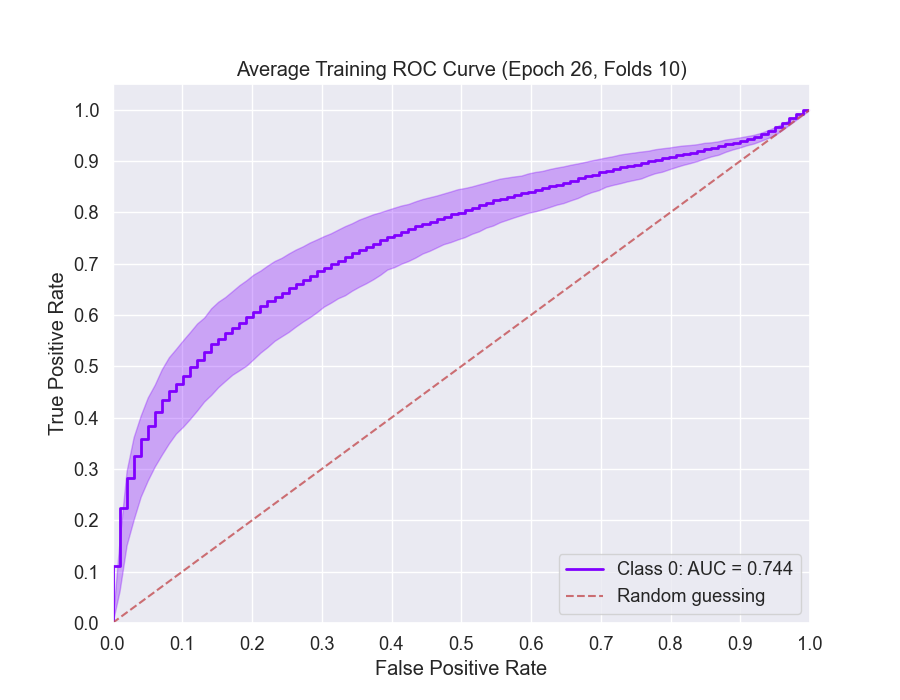 Average Training ROC Curve (Epoch 26, Folds 10)
1.0
0.9
0.8
0.7
0.6
0.5
0.4
0.3
0.2
0.1
0.0
True Positive Rate
Class 0: AUC = 0.744
Random guessing
0.0 0.1 0.2 0.3 0.4 0.5 0.6 0.7 0.8 0.9 1.0
False Positive Rate